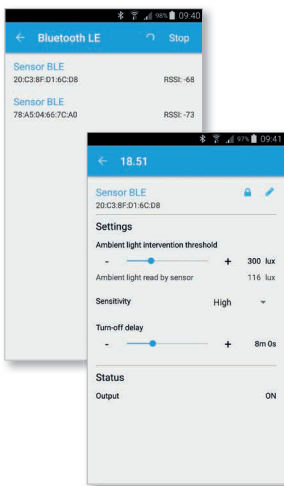 98% 09:40
Bluetooth LE Stop
Sensor BLE
20:C3:8F:D1:6C:D8 RSSI: -68
Sensor BLE
78:A5:04:66:7C:A0 RSSI: -73
97% 09:41
18.51
Sensor BLE
20:C3:8F:D1:6C:D8
Settings
Ambient light intervention threshold
- + 300 lux
Ambient light read by sensor 116 lux
Sensitivity High
Turn-off delay
- + 8m 0s
Status
Output ON